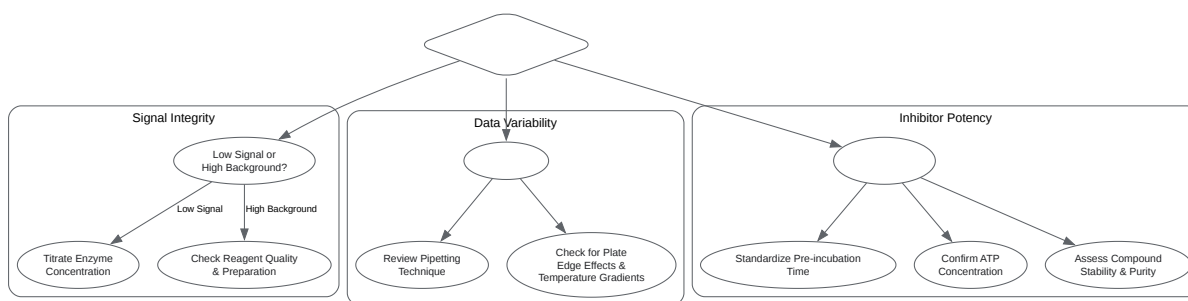 Signal Integrity
Low Signal or
High Background?
Low Signal
High Background
Titrate Enzyme
Concentration
Check Reagent Quality
& Preparation
Data Variability
Review Pipetting
Technique
Check for Plate
Edge Effects &
Temperature Gradients
Inhibitor Potency
Standardize Pre-incubation
Time
Confirm ATP
Concentration
Assess Compound
Stability & Purity